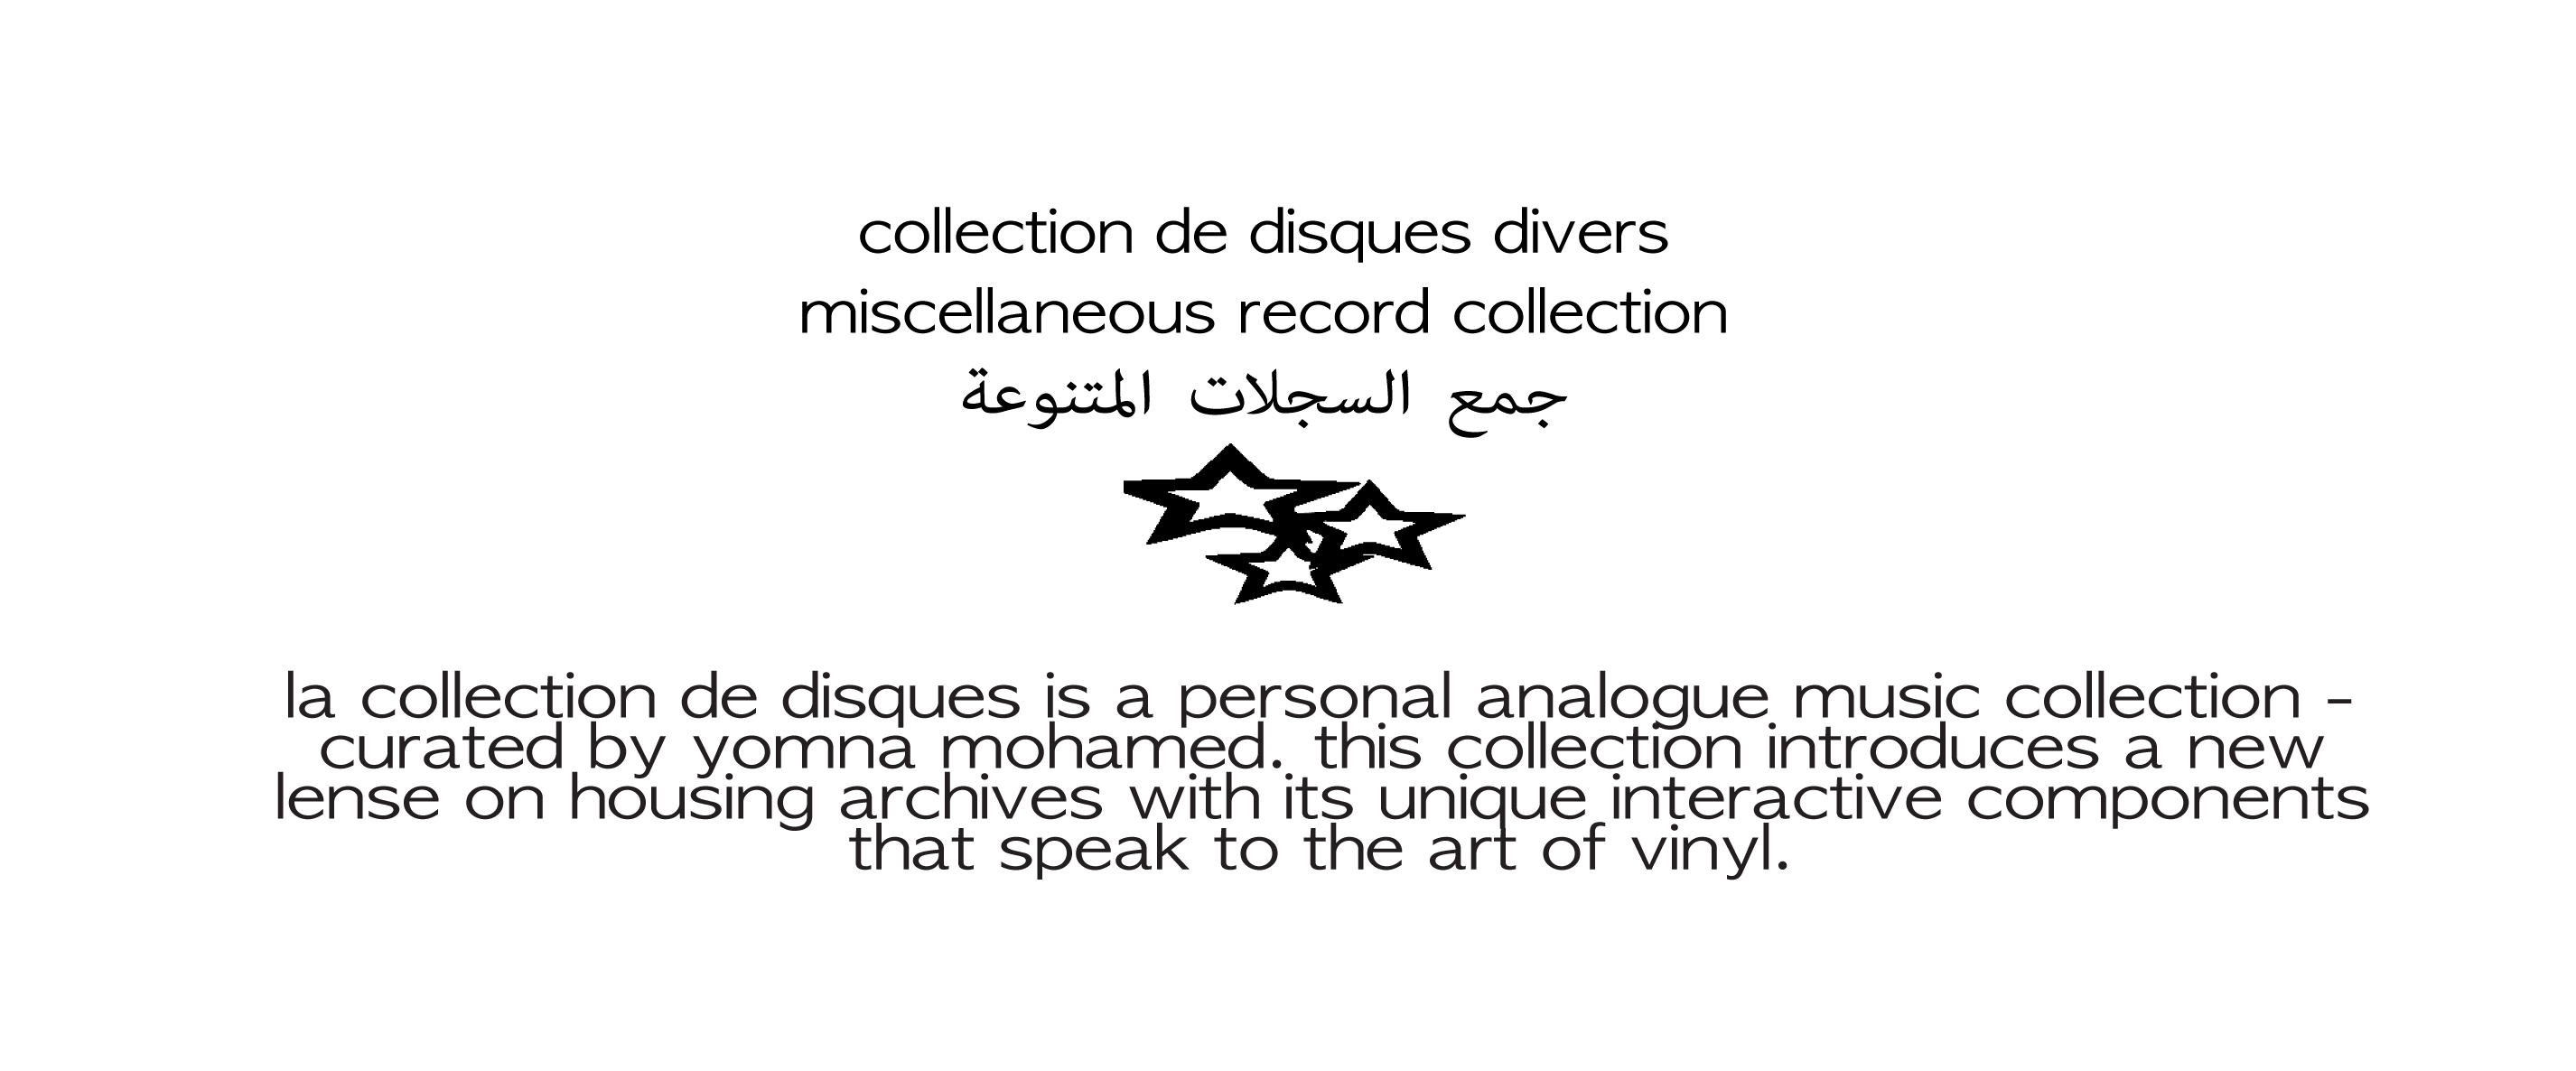 collection de disques divers
miscellaneous record collection
جمع السجلات المتنوعة
la collection de disques is a personal analogue music collection -
curated by yomna mohamed. this collection introduces a new
lense on housing archives with its unique interactive components
that speak to the art of vinyl.